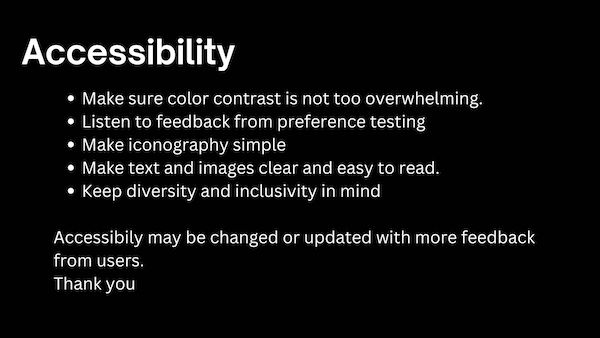 Accessibility
• Make sure color contrast is not too overwhelming.
• Listen to feedback from preference testing
• Make iconography simple
• Make text and images clear and easy to read.
• Keep diversity and inclusivity in mind
Accessibily may be changed or updated with more feedback
from users.
Thank you